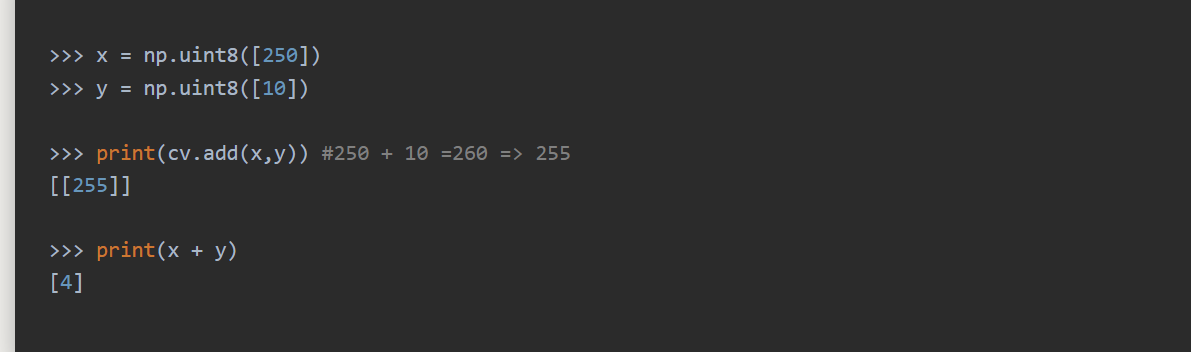 >>> x = np.uint8([250])
>>> y = np.uint8([10])
>>> print(cv.add(x,y)) #250 + 10 =260 => 255
[[255]]
>>> print(x + y)
[4]